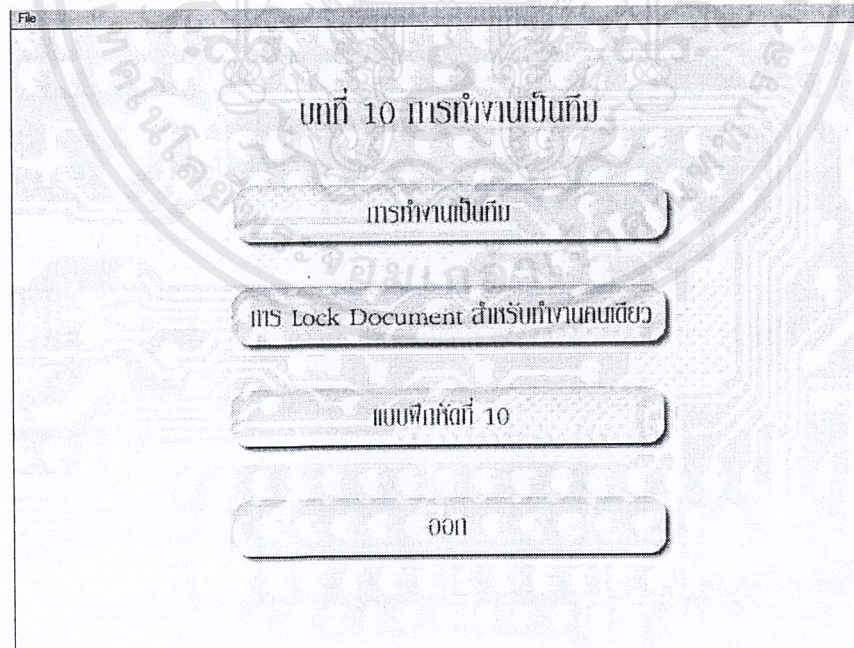 File
บทที่ 10 การทำงานเป็นทีม
การทำงานเป็นทีม
การ Lock Document สำหรับทำงานคนเดียว
แบบฝึกหัดที่ 10
ออก